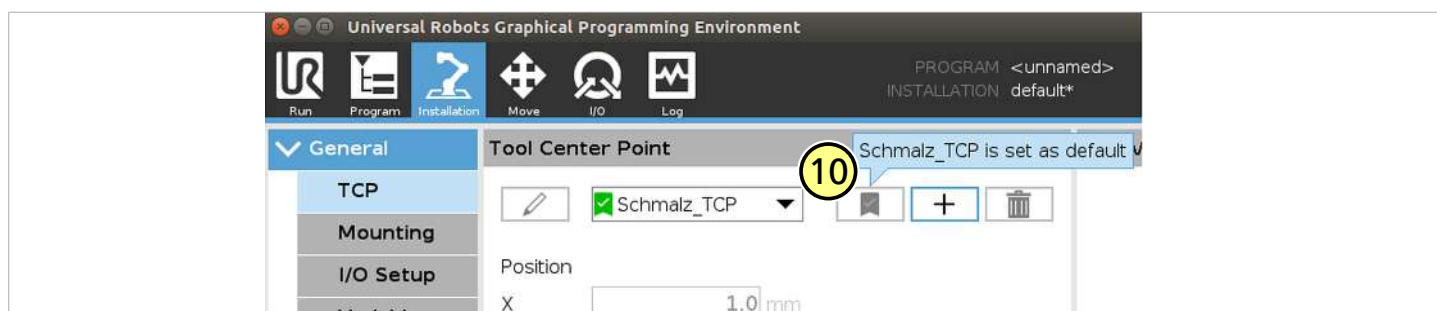 Universal Robots Graphical Programming Environment
PROGRAM <unnamed>
INSTALLATION default*
Run Program Installation Move I/O Log
General
Tool Center Point
10
Schmalz_TCP is set as default
TCP
Schmalz_TCP
Mounting
Position
I/O Setup
X 1.0 mm